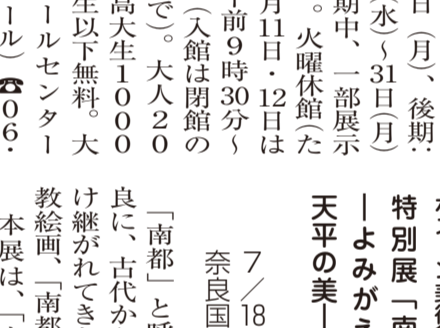 日(月)、後期:
(水)～31日(月)
期中、一部展示
。火曜休館(た
月11日・12日は
午前9時30分～
(入館は閉館の
で)。大人20
高大生1000
生以下無料。大
ールセンター
ール)☎06・
特別展「南
―よみがえ
天平の美―
7／18
奈良国
「南都」と
良に、古代か
け継がれてき
教絵画、「南都
本展は、「